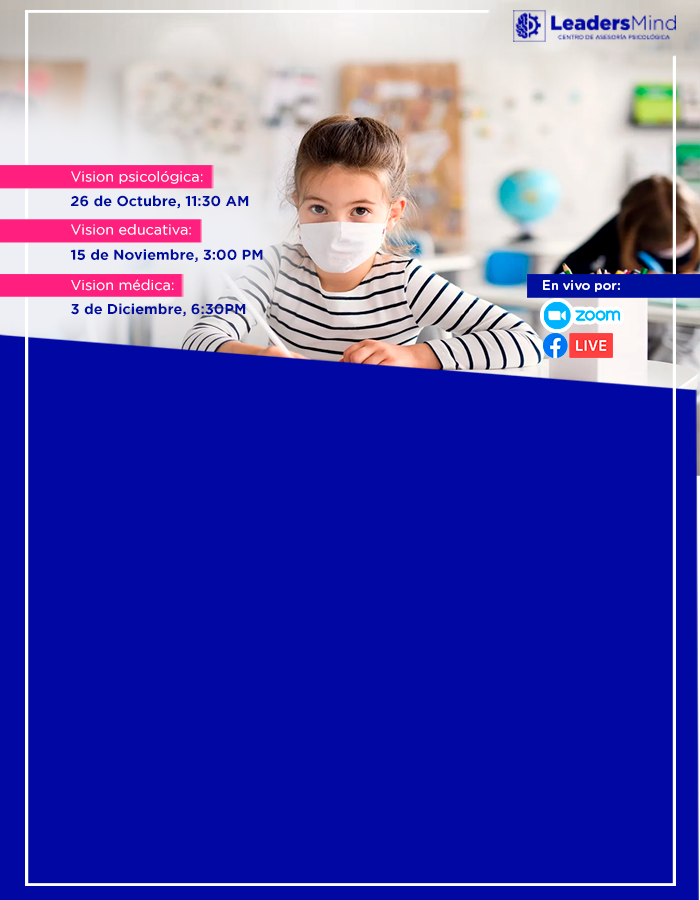 LeadersMind
CENTRO DE ASESORÍA PSICOLÓGICA
Vision psicológica:
26 de Octubre, 11:30 AM
Vision educativa:
15 de Noviembre, 3:00 PM
Vision médica:
3 de Diciembre, 6:30PM
En vivo por:
zoom
LIVE